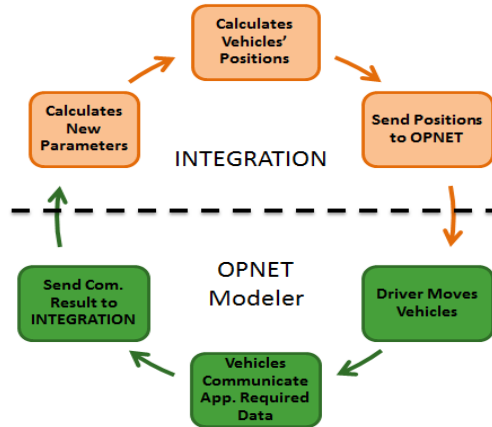 Calculates
Vehicles'
Positions
Calculates
New
Parameters
Send Positions
to OPNET
INTEGRATION
OPNET
Modeler
Send Com.
Result to
INTEGRATION
Driver Moves
Vehicles
Vehicles
Communicate
App. Required
Data